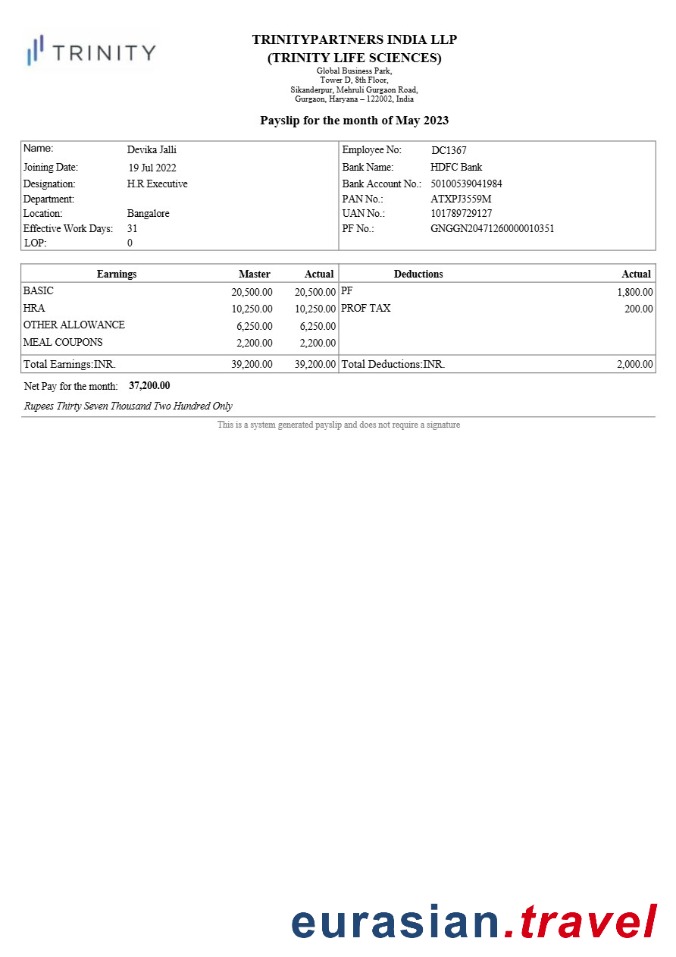 TRINITY
TRINITYPARTNERS INDIA LLP
(TRINITY LIFE SCIENCES)
Global Business Park,
Tower D, 8th Floor,
Sikanderpur, Mehruli Gurgaon Road,
Gurgaon, Haryana – 122002, India
Payslip for the month of May 2023
Name: Devika Jalli Employee No: DC1367
Joining Date: 19 Jul 2022 Bank Name: HDFC Bank
Designation: H.R Executive Bank Account No.: 50100539041984
Department: PAN No.: ATXPJ3559M
Location: Bangalore UAN No.: 101789729127
Effective Work Days: 31 PF No.: GNGGN20471260000010351
LOP: 0
Earnings Master Actual Deductions Actual
BASIC 20,500.00 20,500.00 PF 1,800.00
HRA 10,250.00 10,250.00 PROF TAX 200.00
OTHER ALLOWANCE 6,250.00 6,250.00
MEAL COUPONS 2,200.00 2,200.00
Total Earnings:INR. 39,200.00 39,200.00 Total Deductions:INR. 2,000.00
Net Pay for the month: 37,200.00
Rupees Thirty Seven Thousand Two Hundred Only
This is a system generated payslip and does not require a signature
eurasian.travel